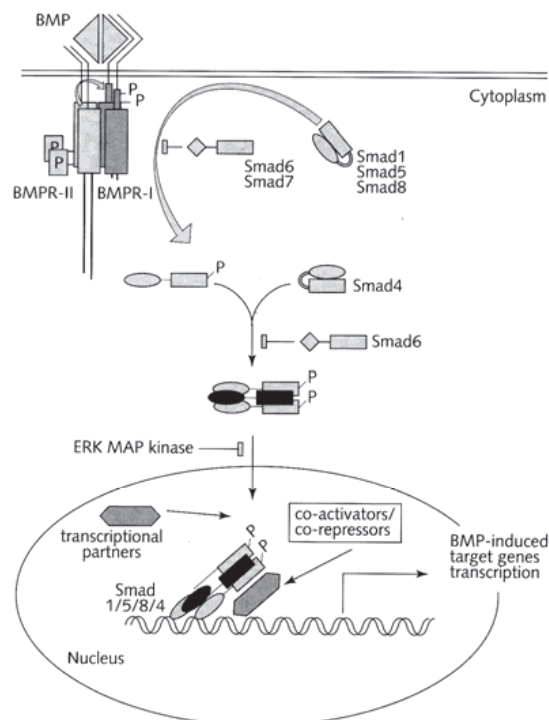 BMP
P
P
Cytoplasm
P
P
BMPR-II
BMPR-I
Smad6
Smad7
Smad1
Smad5
Smad8
P
Smad4
Smad6
P
P
ERK MAP kinase
transcriptional
partners
P
P
co-activators/
co-repressors
BMP-induced
target genes
transcription
Smad
1/5/8/4
Nucleus